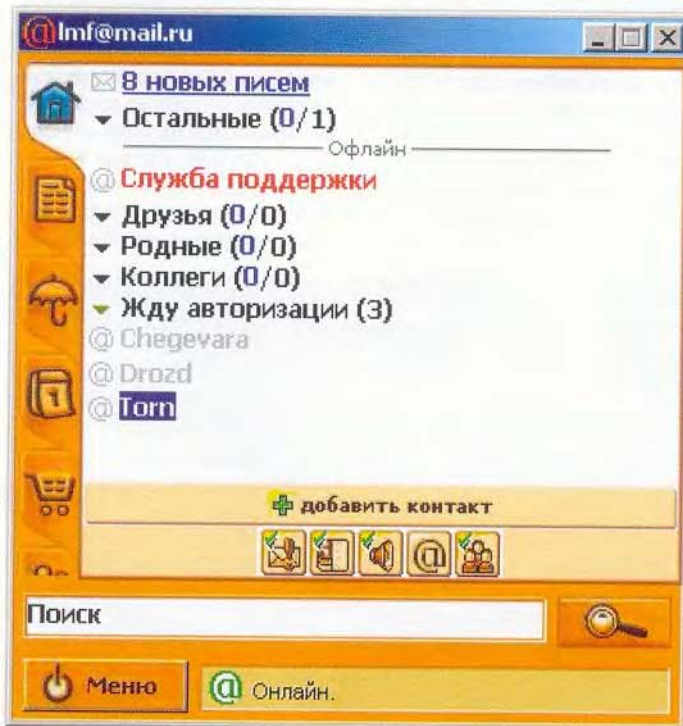 @lmf@mail.ru
8 новых писем
Остальные (0/1)
Офлайн
@ Служба поддержки
Друзья (0/0)
Родные (0/0)
Коллеги (0/0)
Жду авторизации (3)
@ Chegevara
@ Drozd
@ Torn
1
добавить контакт
@
Поиск
Меню
@ Онлайн.